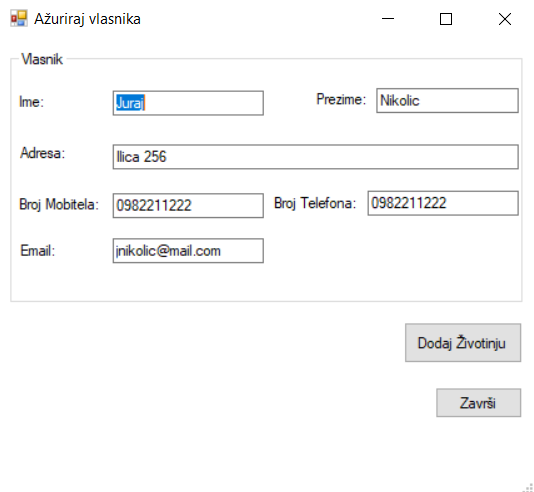 Ažuriraj vlasnika
Vlasnik
Ime: Juraj Prezime: Nikolic
Adresa: Ilica 256
Broj Mobitela: 0982211222 Broj Telefona: 0982211222
Email: jnikolic@mail.com
Dodaj Životinju
Završi